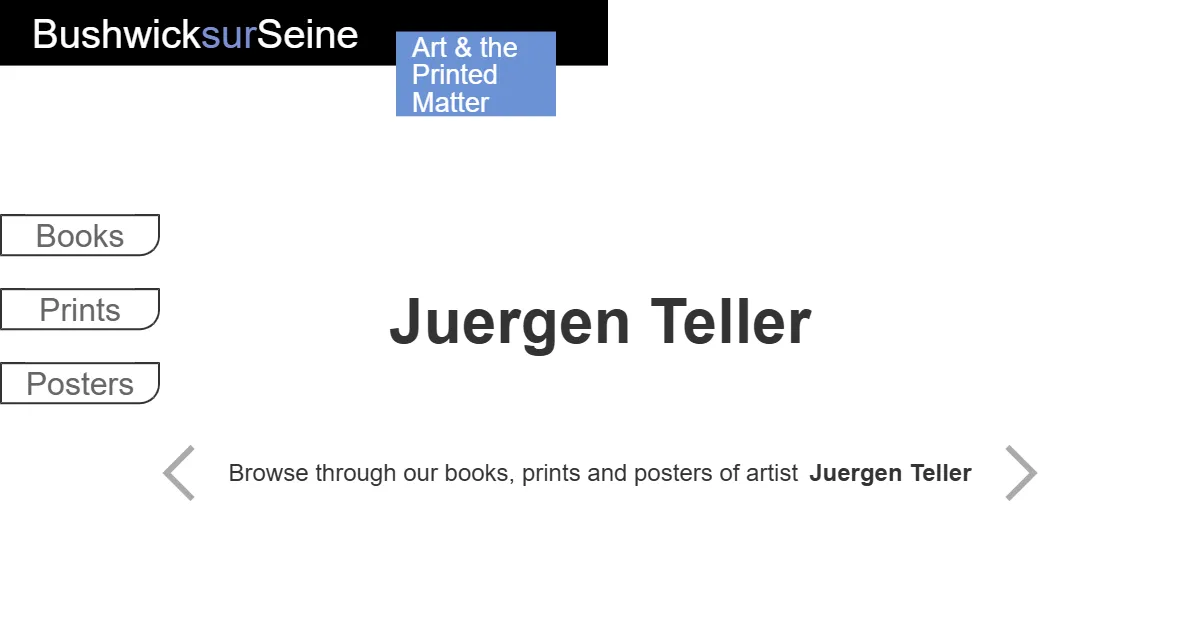 BushwicksurSeine
Art & the
Printed
Matter
Books
Prints
Posters
Juergen Teller
Browse through our books, prints and posters of artist Juergen Teller